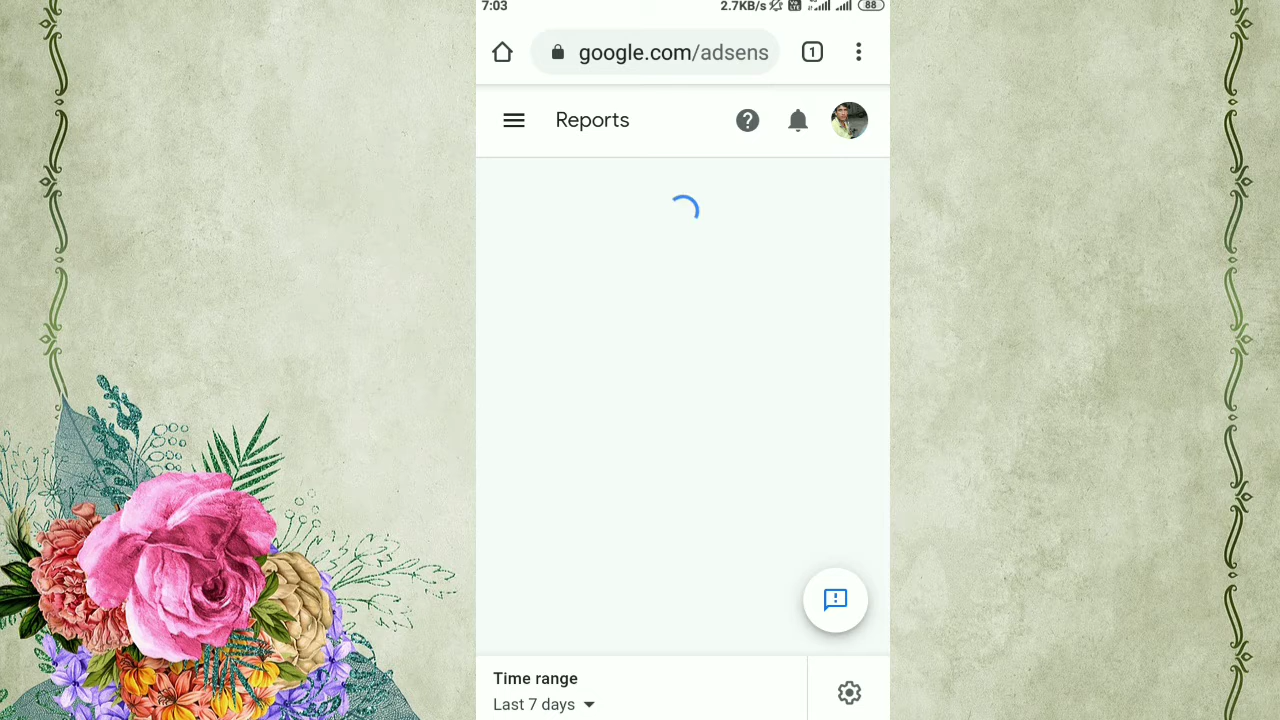 7:03
2.7KB/s
88
google.com/adsens
1
Reports
Time range
Last 7 days